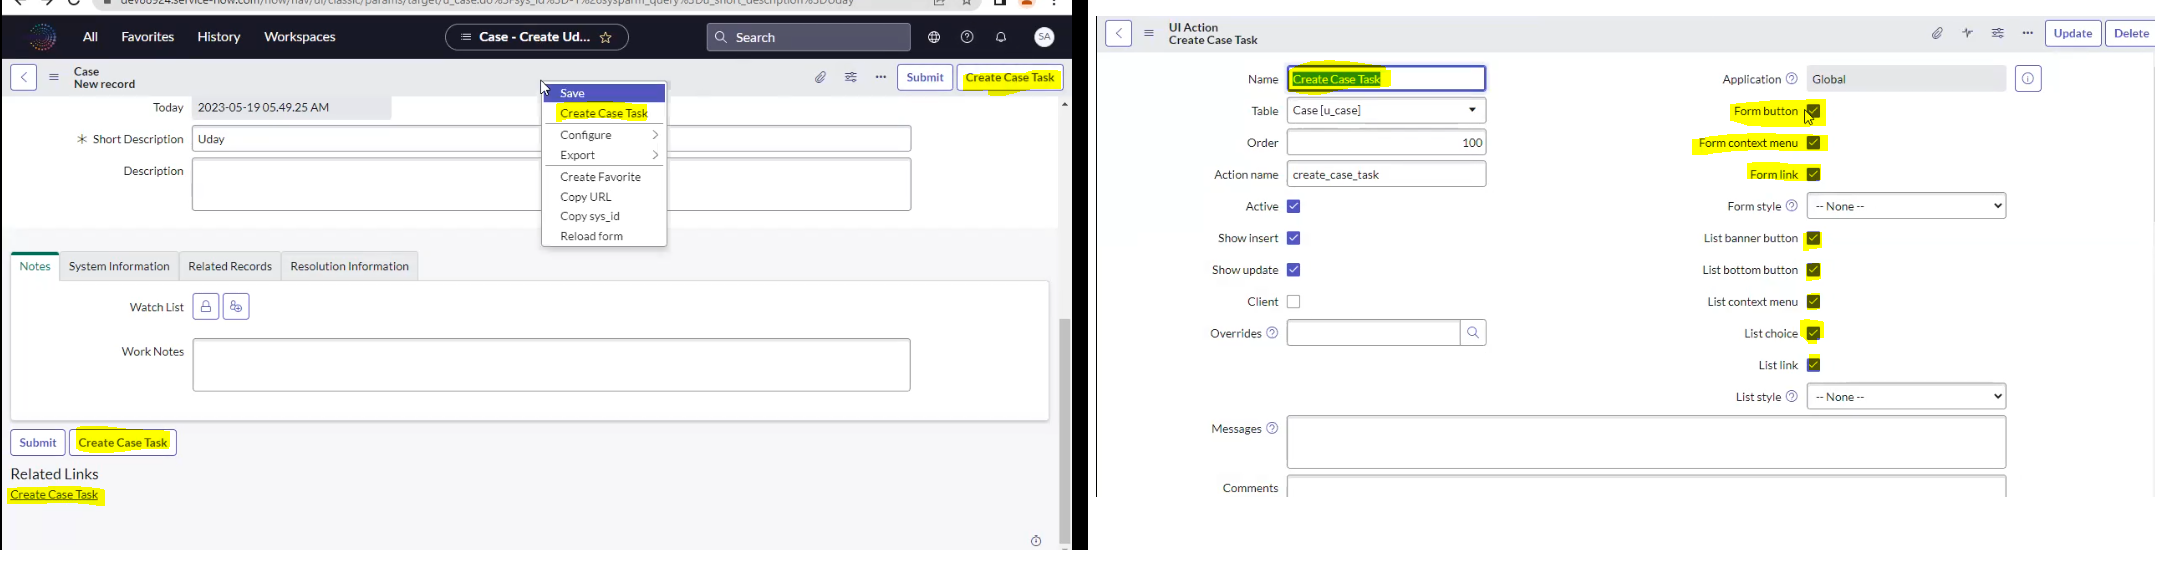 All Favorites History Workspaces
Case - Create Ud...
Search
SA
Case
New record
Submit
Create Case Task
Today 2023-05-19 05.49.25 AM
Short Description Uday
Description
Save
Create Case Task
Configure
Export
Create Favorite
Copy URL
Copy sys_id
Reload form
Notes System Information Related Records Resolution Information
Watch List
Work Notes
Submit Create Case Task
Related Links
Create Case Task
UI Action
Create Case Task
Update
Delete
Name Create Case Task
Table Case [u_case]
Order 100
Action name create_case_task
Active
Show insert
Show update
Client
Overrides
Application Global
Form button
Form context menu
Form link
Form style -- None --
List banner button
List bottom button
List context menu
List choice
List link
List style -- None --
Messages
Comments